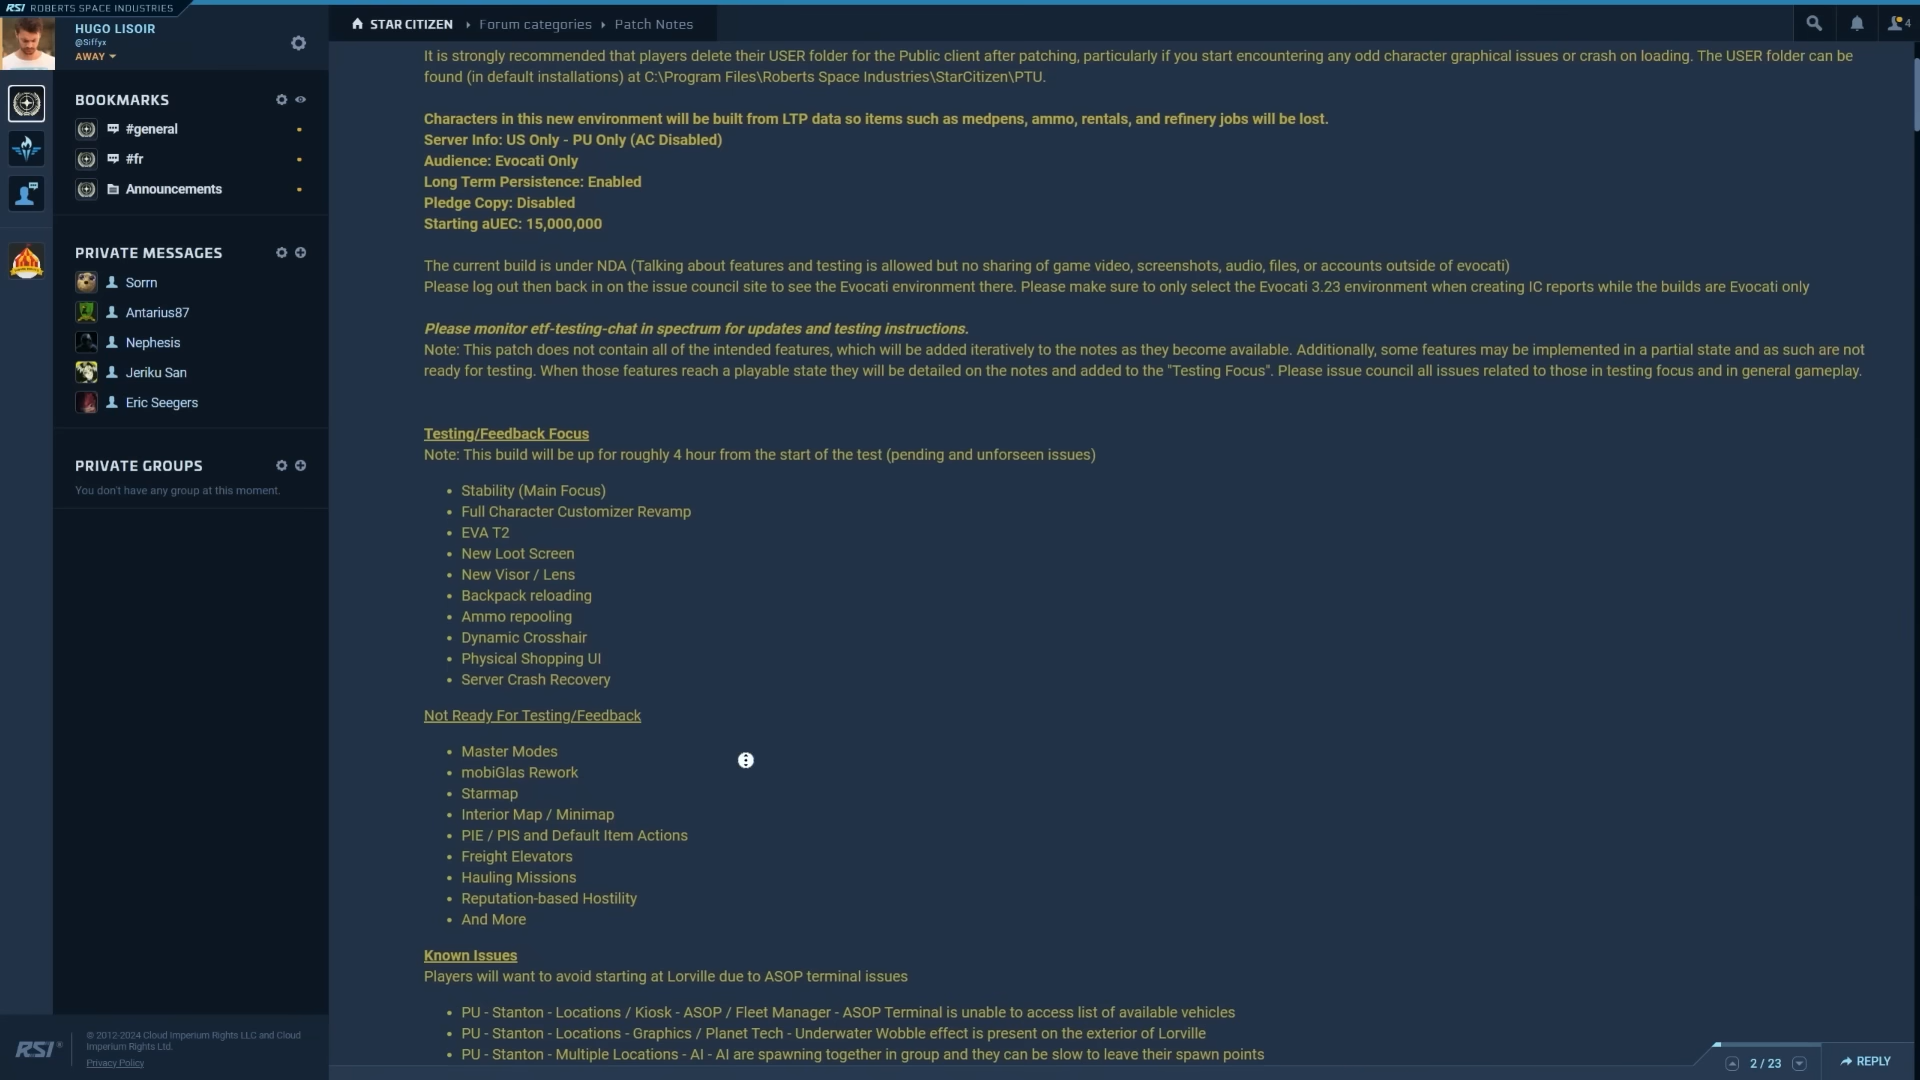 RSI ROBERTS SPACE INDUSTRIES
HUGO LISOIR
@Siffyx
AWAY
BOOKMARKS
#general
#fr
Announcements
PRIVATE MESSAGES
Sorrn
Antarius87
Nephesis
Jeriku San
Eric Seegers
PRIVATE GROUPS
You don't have any group at this moment.
RSI
© 2012-2024 Cloud Imperium Rights LLC and Cloud
Imperium Rights Ltd.
Privacy Policy
STAR CITIZEN › Forum categories › Patch Notes
4
It is strongly recommended that players delete their USER folder for the Public client after patching, particularly if you start encountering any odd character graphical issues or crash on loading. The USER folder can be
found (in default installations) at C:\Program Files\Roberts Space Industries\StarCitizen\PTU.
Characters in this new environment will be built from LTP data so items such as medpens, ammo, rentals, and refinery jobs will be lost.
Server Info: US Only - PU Only (AC Disabled)
Audience: Evocati Only
Long Term Persistence: Enabled
Pledge Copy: Disabled
Starting aUEC: 15,000,000
The current build is under NDA (Talking about features and testing is allowed but no sharing of game video, screenshots, audio, files, or accounts outside of evocati)
Please log out then back in on the issue council site to see the Evocati environment there. Please make sure to only select the Evocati 3.23 environment when creating IC reports while the builds are Evocati only
Please monitor etf-testing-chat in spectrum for updates and testing instructions.
Note: This patch does not contain all of the intended features, which will be added iteratively to the notes as they become available. Additionally, some features may be implemented in a partial state and as such are not
ready for testing. When those features reach a playable state they will be detailed on the notes and added to the "Testing Focus". Please issue council all issues related to those in testing focus and in general gameplay.
Testing/Feedback Focus
Note: This build will be up for roughly 4 hour from the start of the test (pending and unforseen issues)
• Stability (Main Focus)
• Full Character Customizer Revamp
• EVA T2
• New Loot Screen
• New Visor / Lens
• Backpack reloading
• Ammo repooling
• Dynamic Crosshair
• Physical Shopping UI
• Server Crash Recovery
Not Ready For Testing/Feedback
• Master Modes
• mobiGlas Rework
• Starmap
• Interior Map / Minimap
• PIE / PIS and Default Item Actions
• Freight Elevators
• Hauling Missions
• Reputation-based Hostility
• And More
Known Issues
Players will want to avoid starting at Lorville due to ASOP terminal issues
• PU - Stanton - Locations / Kiosk - ASOP / Fleet Manager - ASOP Terminal is unable to access list of available vehicles
• PU - Stanton - Locations - Graphics / Planet Tech - Underwater Wobble effect is present on the exterior of Lorville
• PU - Stanton - Multiple Locations - AI - AI are spawning together in group and they can be slow to leave their spawn points
2 / 23
REPLY